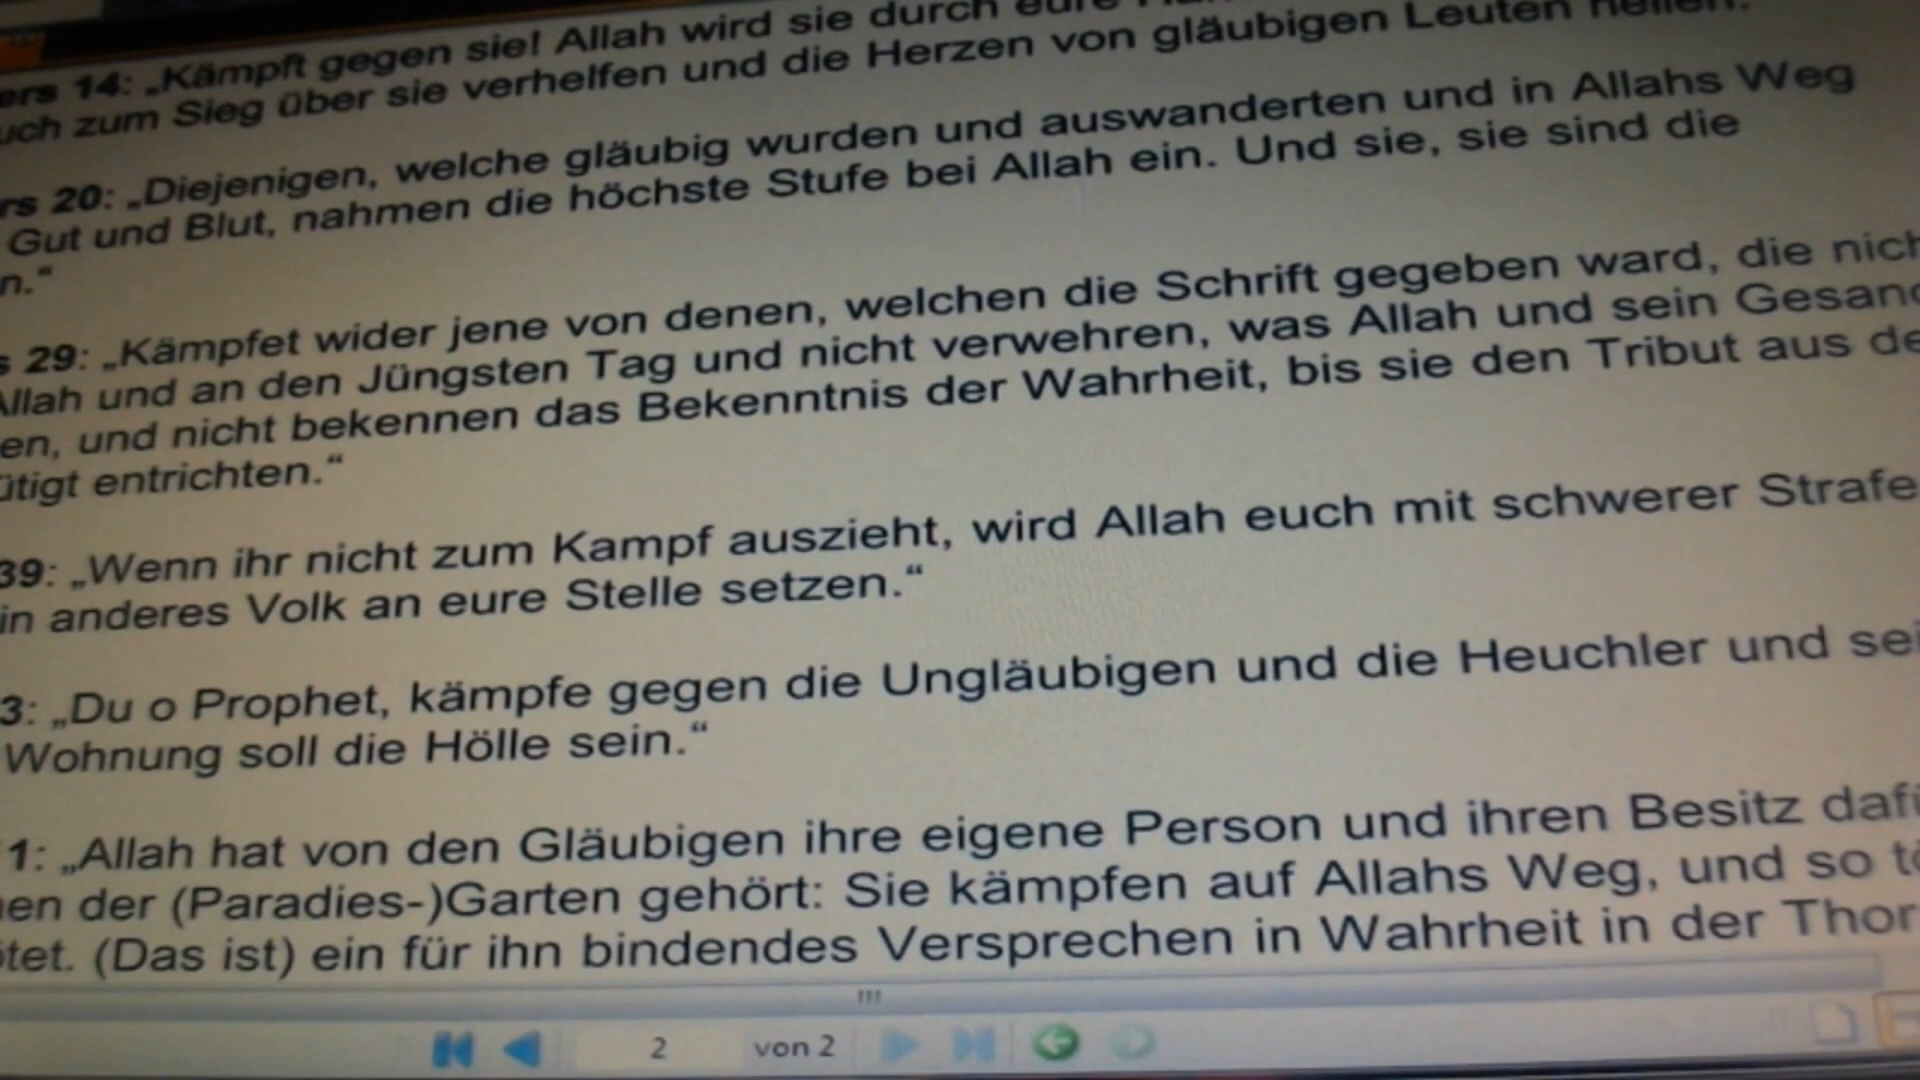 ers 14: „Kämpft gegen sie! Allah wird sie durch eure
uch zum Sieg über sie verhelfen und die Herzen von gläubigen Leuten heilen.
rs 20: „Diejenigen, welche gläubig wurden und auswanderten und in Allahs Weg
Gut und Blut, nahmen die höchste Stufe bei Allah ein. Und sie, sie sind die
n.“
s 29: „Kämpfet wider jene von denen, welchen die Schrift gegeben ward, die nich
Allah und an den Jüngsten Tag und nicht verwehren, was Allah und sein Gesand
en, und nicht bekennen das Bekenntnis der Wahrheit, bis sie den Tribut aus de
ütigt entrichten.“
39: „Wenn ihr nicht zum Kampf auszieht, wird Allah euch mit schwerer Strafe
in anderes Volk an eure Stelle setzen.“
3: „Du o Prophet, kämpfe gegen die Ungläubigen und die Heuchler und sei
Wohnung soll die Hölle sein.“
1: „Allah hat von den Gläubigen ihre eigene Person und ihren Besitz dafü
en der (Paradies-)Garten gehört: Sie kämpfen auf Allahs Weg, und so tö
tet. (Das ist) ein für ihn bindendes Versprechen in Wahrheit in der Thor
2 von 2